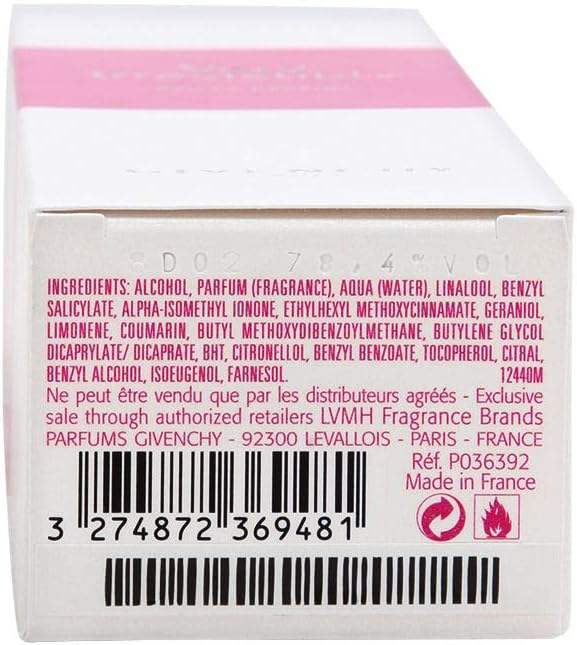 8D02 78,4%VOL
INGREDIENTS: ALCOHOL, PARFUM (FRAGRANCE), AQUA (WATER), LINALOOL, BENZYL
SALICYLATE, ALPHA-ISOMETHYL IONONE, ETHYLHEXYL METHOXYCINNAMATE, GERANIOL,
LIMONENE, COUMARIN, BUTYL METHOXYDIBENZOYLMETHANE, BUTYLENE GLYCOL
DICAPRYLATE/ DICAPRATE, BHT, CITRONELLOL, BENZYL BENZOATE, TOCOPHEROL, CITRAL,
BENZYL ALCOHOL, ISOEUGENOL, FARNESOL. 12440M
Ne peut être vendu que par les distributeurs agréés - Exclusive
sale through authorized retailers LVMH Fragrance Brands
PARFUMS GIVENCHY - 92300 LEVALLOIS - PARIS - FRANCE
Réf. P036392
Made in France
3 274872 369481